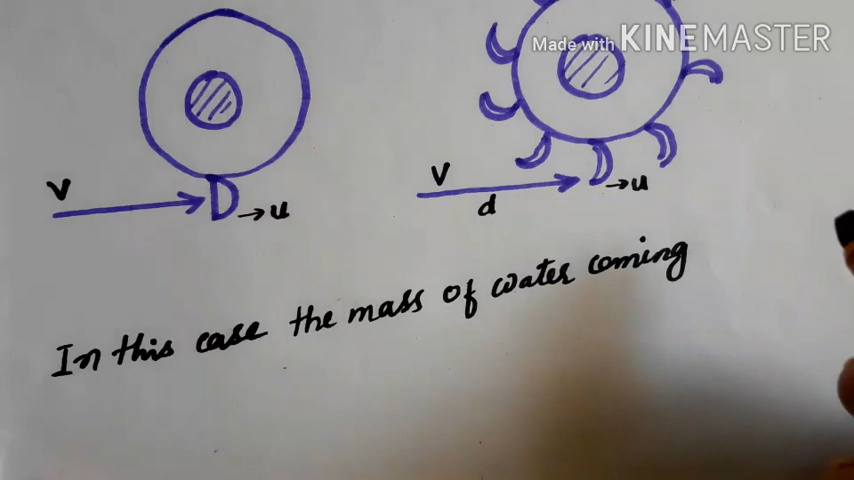 Made with KINEMASTER
V
u
V
d
u
In this case the mass of water coming